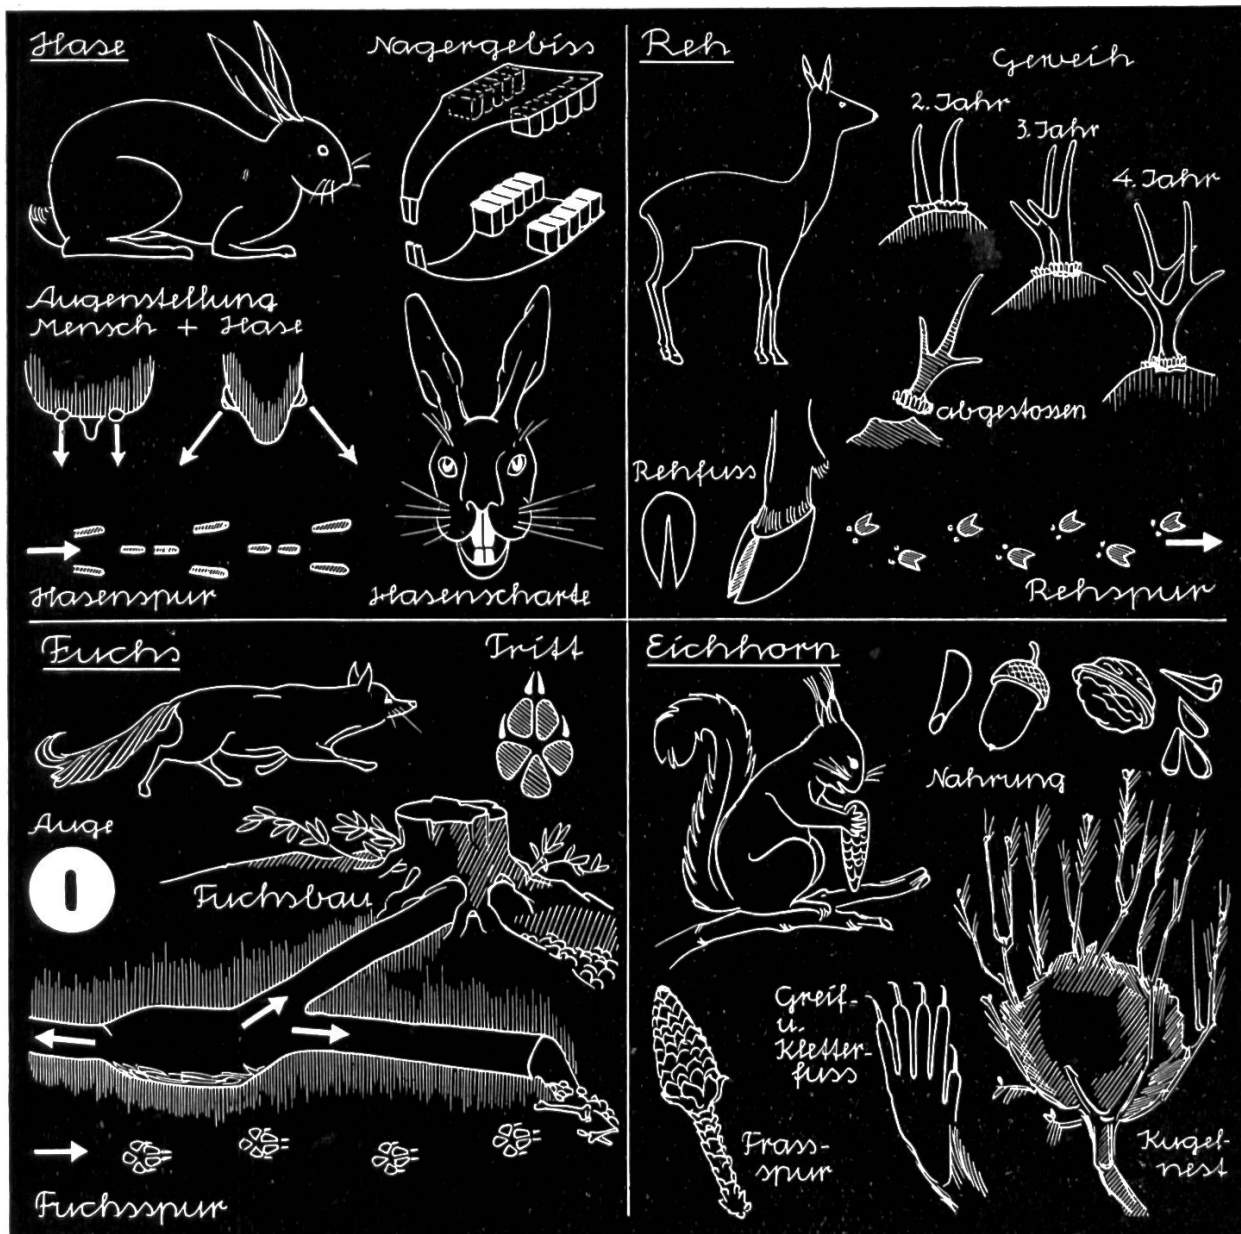 Hase
Nagergebiss
Augenstellung
Mensch + Hase
Hasenspur
Hasenscharte
Reh
Geweih
2. Jahr
3. Jahr
4. Jahr
abgestossen
Rehfuss
Rehspur
Fuchs
Tritt
Auge
Fuchsbau
Fuchsspur
Eichhorn
Nahrung
Greif-
u.
Kletter-
fuss
Frass-
spur
Kugel-
nest